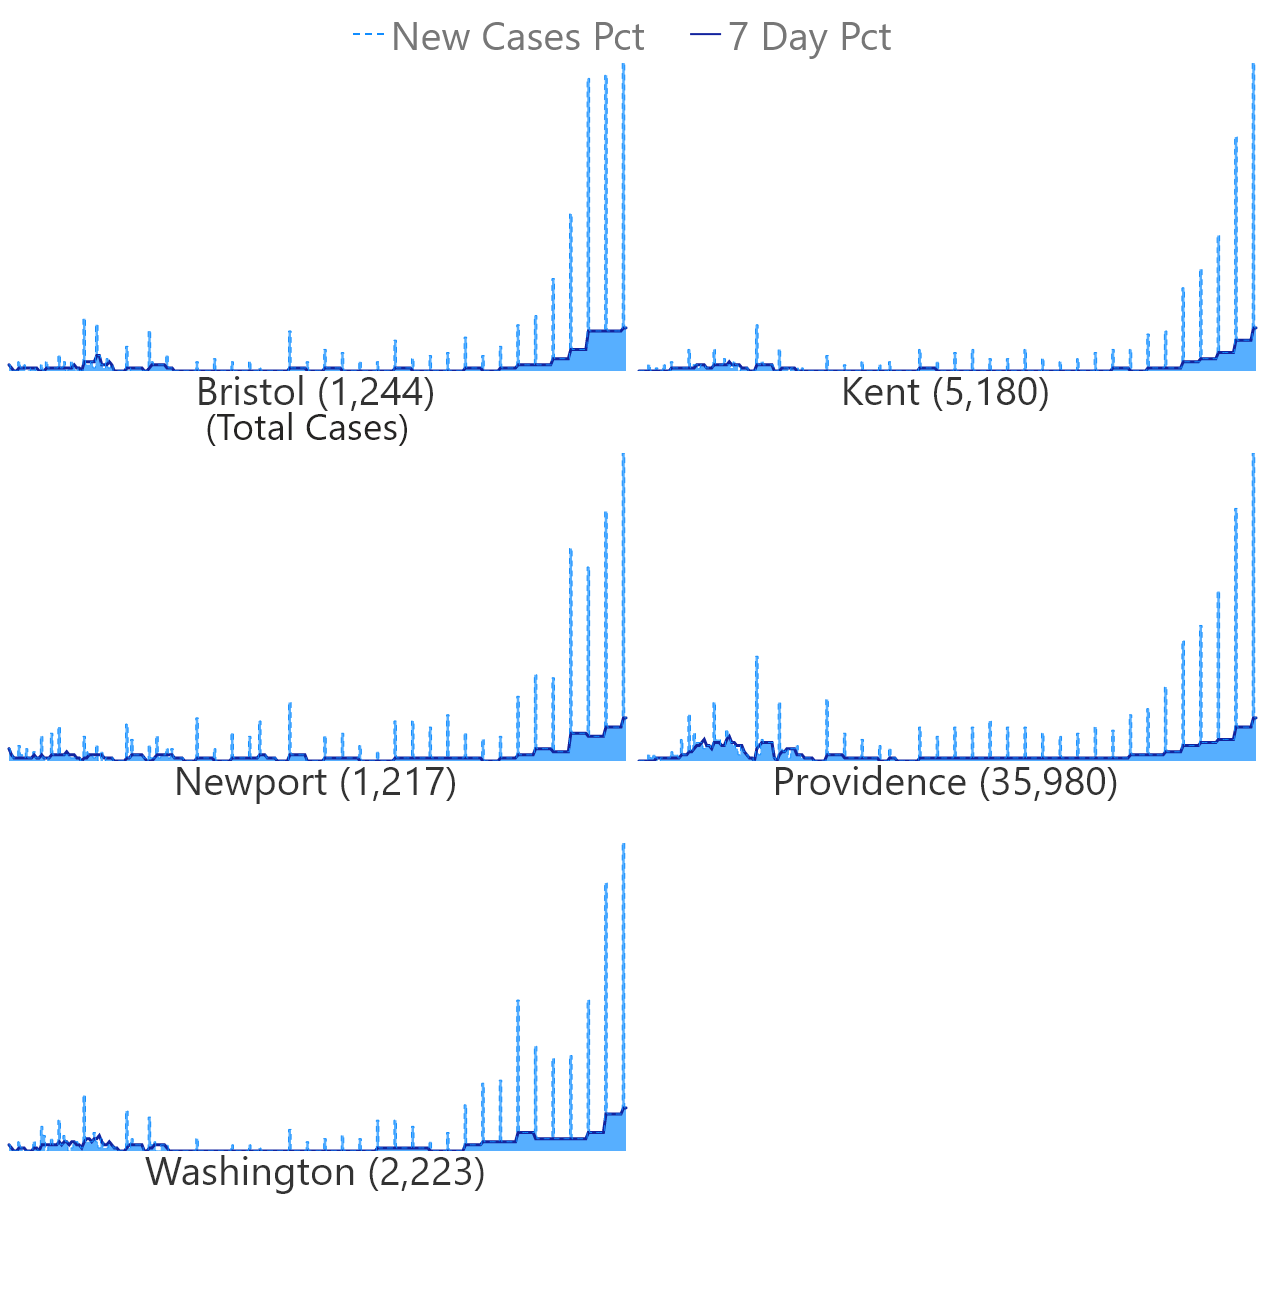 New Cases Pct 7 Day Pct
Bristol (1,244) Kent (5,180)
(Total Cases)
Newport (1,217) Providence (35,980)
Washington (2,223)